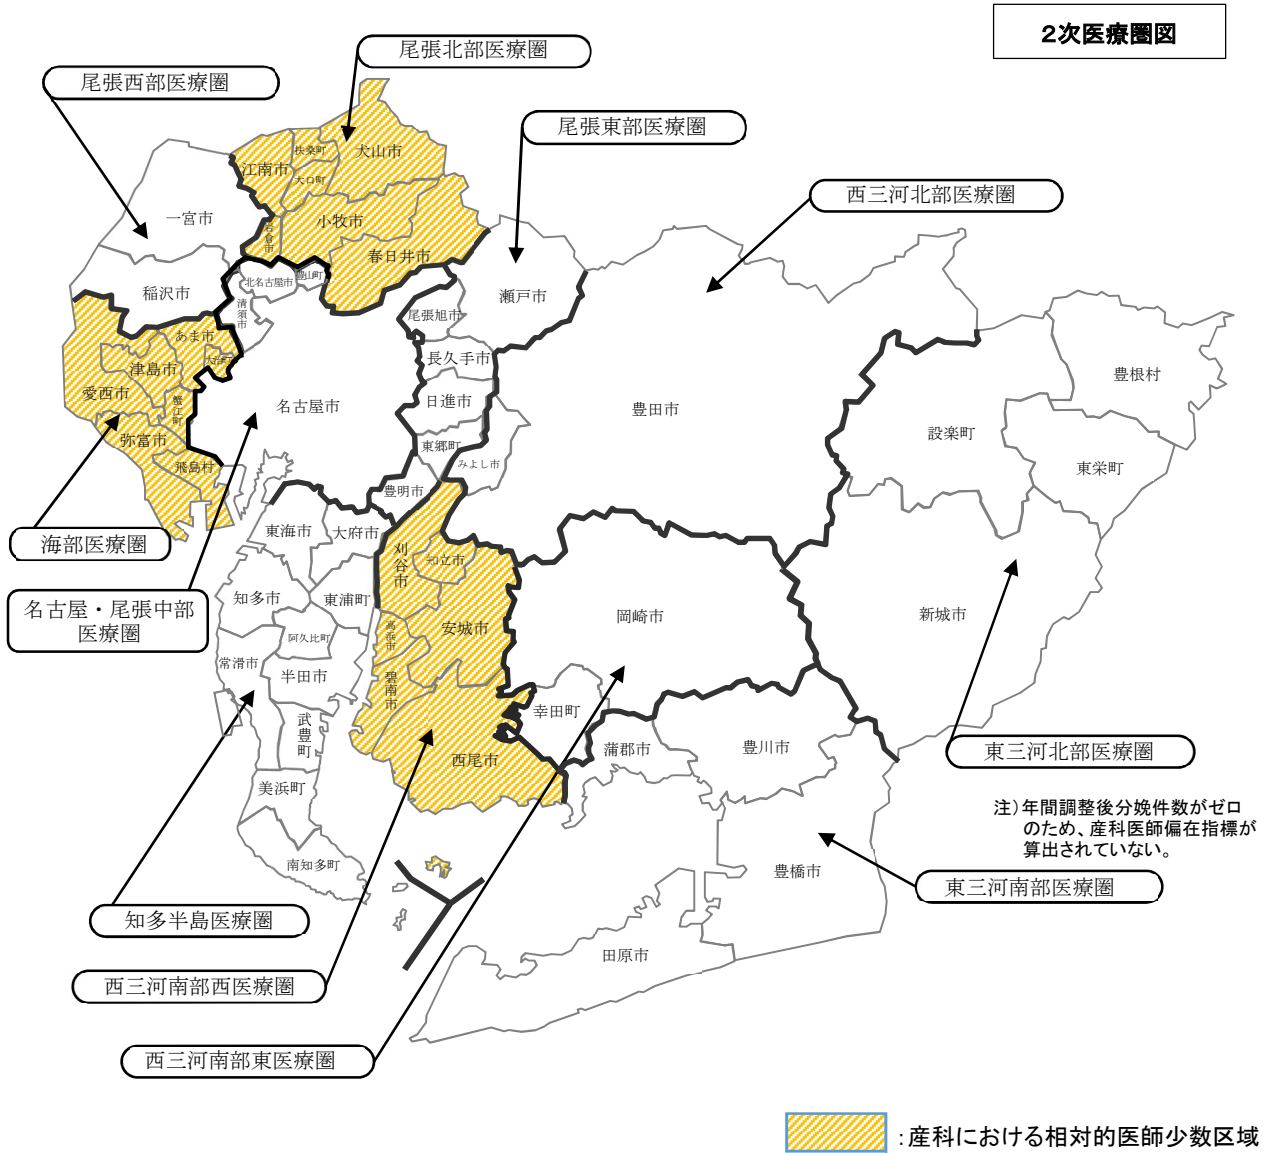 ２次医療圏図
尾張北部医療圏
尾張西部医療圏
尾張東部医療圏
西三河北部医療圏
扶桑町
犬山市
江南市
大口町
一宮市
小牧市
岩倉市
春日井市
北名古屋市
豊山町
稲沢市
清須市
瀬戸市
尾張旭市
あま市
大治町
津島市
長久手市
愛西市
蟹江町
名古屋市
日進市
豊田市
豊根村
設楽町
弥富市
東郷町
みよし市
飛島村
東栄町
豊明市
海部医療圏
東海市
大府市
刈谷市
知立市
名古屋・尾張中部
医療圏
知多市
東浦町
岡崎市
新城市
阿久比町
高浜市
安城市
常滑市
半田市
碧南市
幸田町
武豊町
西尾市
蒲郡市
豊川市
東三河北部医療圏
美浜町
注）年間調整後分娩件数がゼロ
のため、産科医師偏在指標が
算出されていない。
南知多町
豊橋市
東三河南部医療圏
知多半島医療圏
田原市
西三河南部西医療圏
西三河南部東医療圏
：産科における相対的医師少数区域